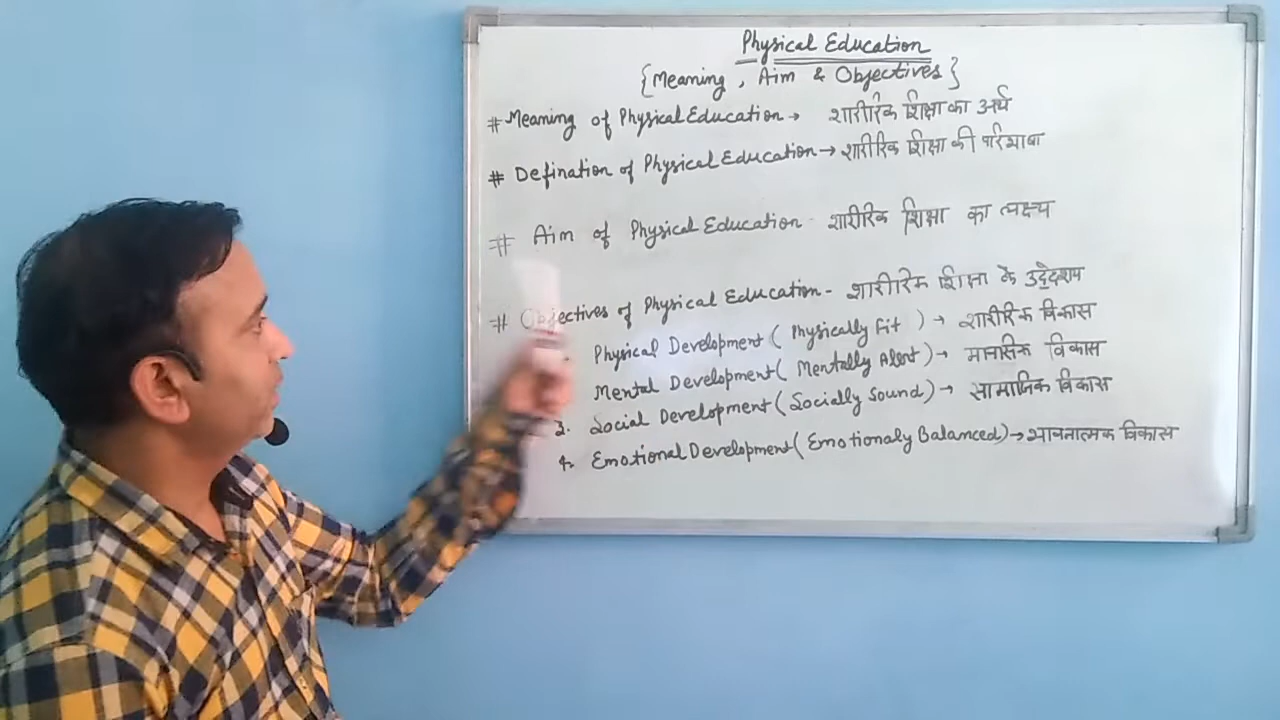 Physical Education
{Meaning, Aim & Objectives}
# Meaning of Physical Education → शारीरिक शिक्षा का अर्थ
# Defination of Physical Education → शारीरिक शिक्षा की परिभाषा
# Aim of Physical Education - शारीरिक शिक्षा का लक्ष्य
# Objectives of Physical Education - शारीरिक शिक्षा के उद्देश्य
Physical Development (Physically Fit) → शारीरिक विकास
Mental Development (Mentally Alert) → मानसिक विकास
3. Social Development (Socially Sound) → सामाजिक विकास
4. Emotional Development (Emotionaly Balanced) → भावनात्मक विकास